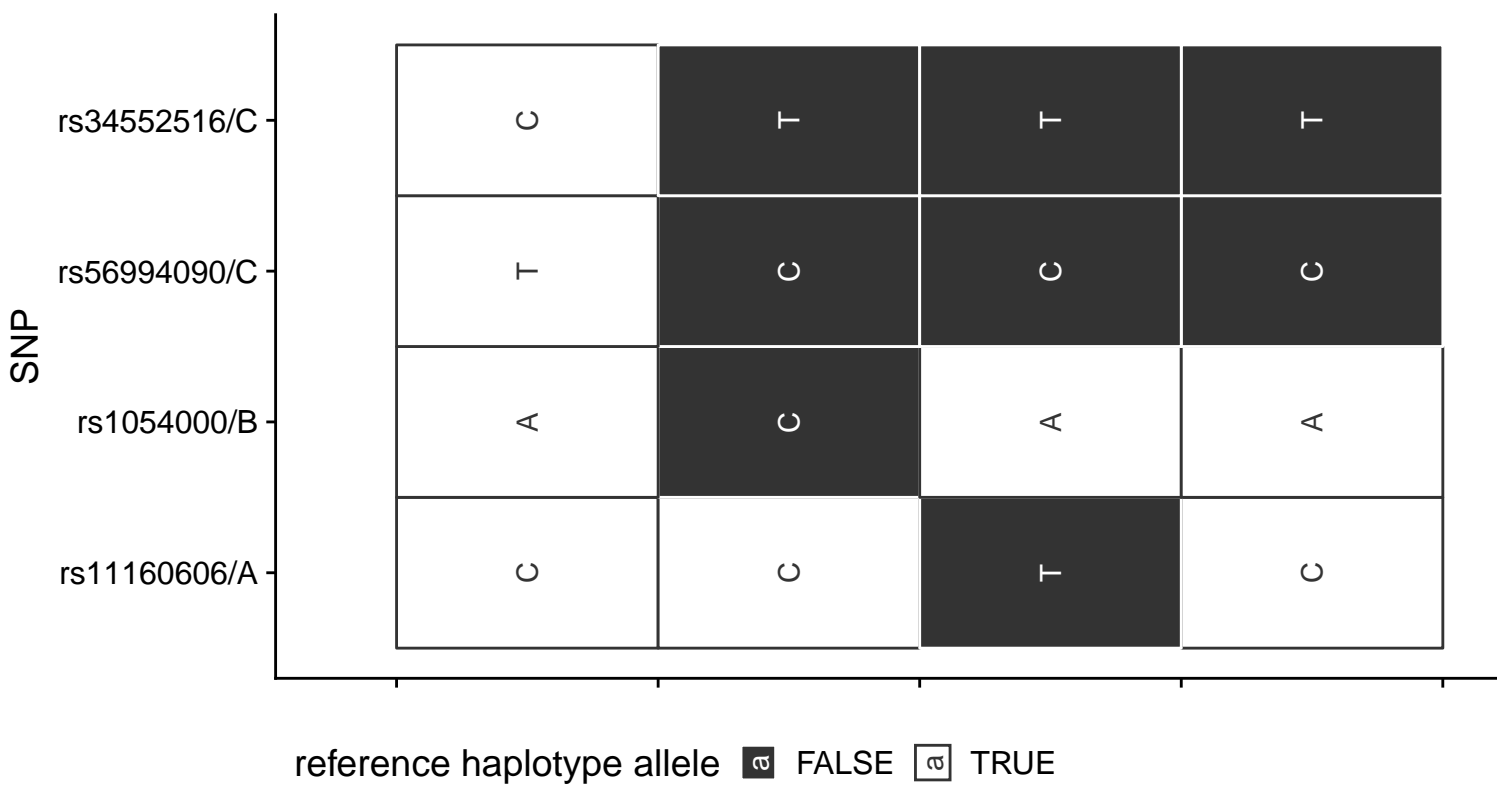 SNP
rs34552516/C C T T T
rs56994090/C T C C C
rs1054000/B A C A A
rs11160606/A C C T C
reference haplotype allele a FALSE a TRUE